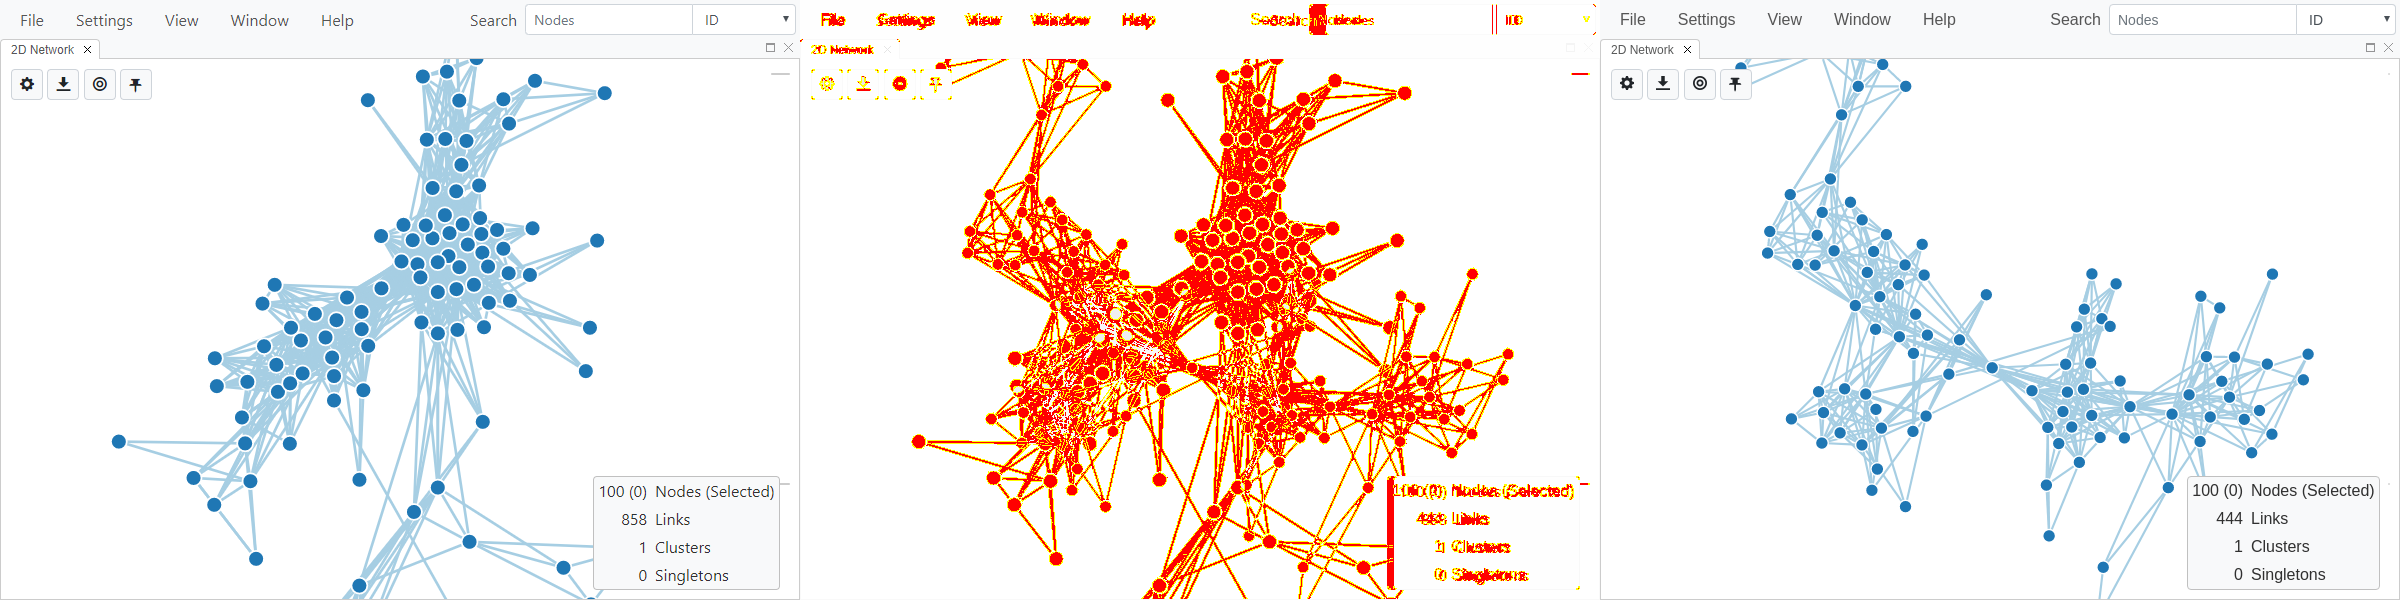 File Settings View Window Help Search Nodes ID
2D Network
100 (0) Nodes (Selected)
858 Links
1 Clusters
0 Singletons
File Settings View Window Help Search Nodes ID
2D Network
Nodes (Selected)
Links
1 Clusters
0 Singletons
File Settings View Window Help Search Nodes ID
2D Network
100 (0) Nodes (Selected)
444 Links
1 Clusters
0 Singletons